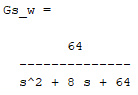 Gs_w =
64
--------------
s^2 + 8 s + 64